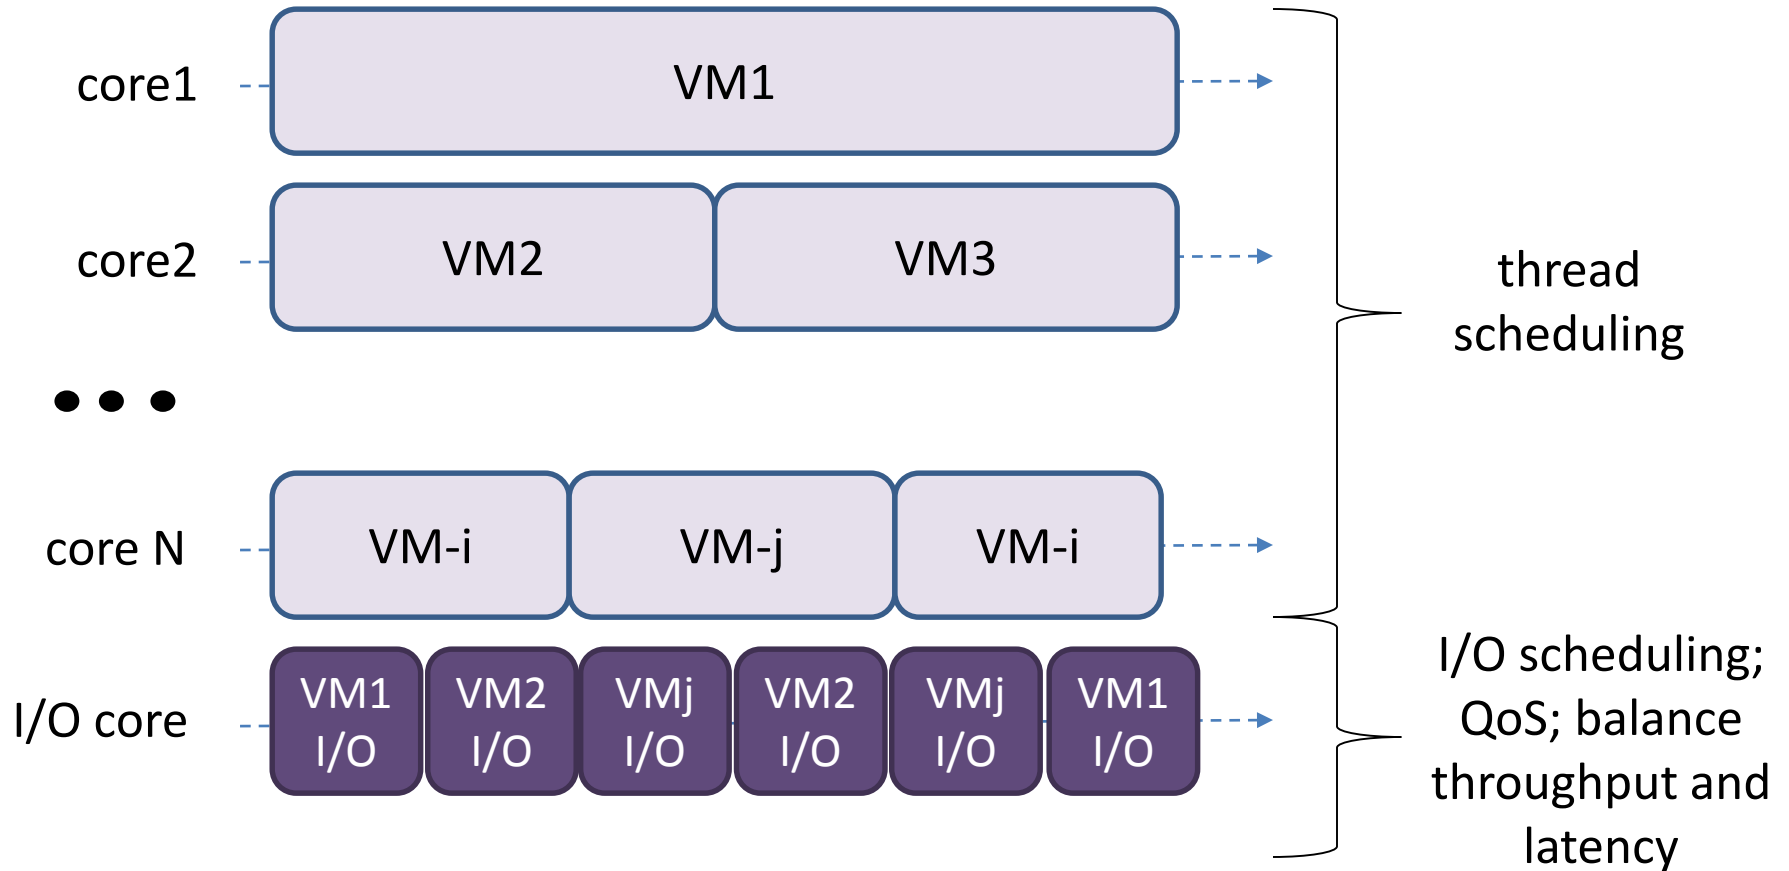 core1
VM1
core2
VM2
VM3
thread
scheduling
core N
VM-i
VM-j
VM-i
I/O core
VM1
I/O
VM2
I/O
VMj
I/O
VM2
I/O
VMj
I/O
VM1
I/O
I/O scheduling;
QoS; balance
throughput and
latency